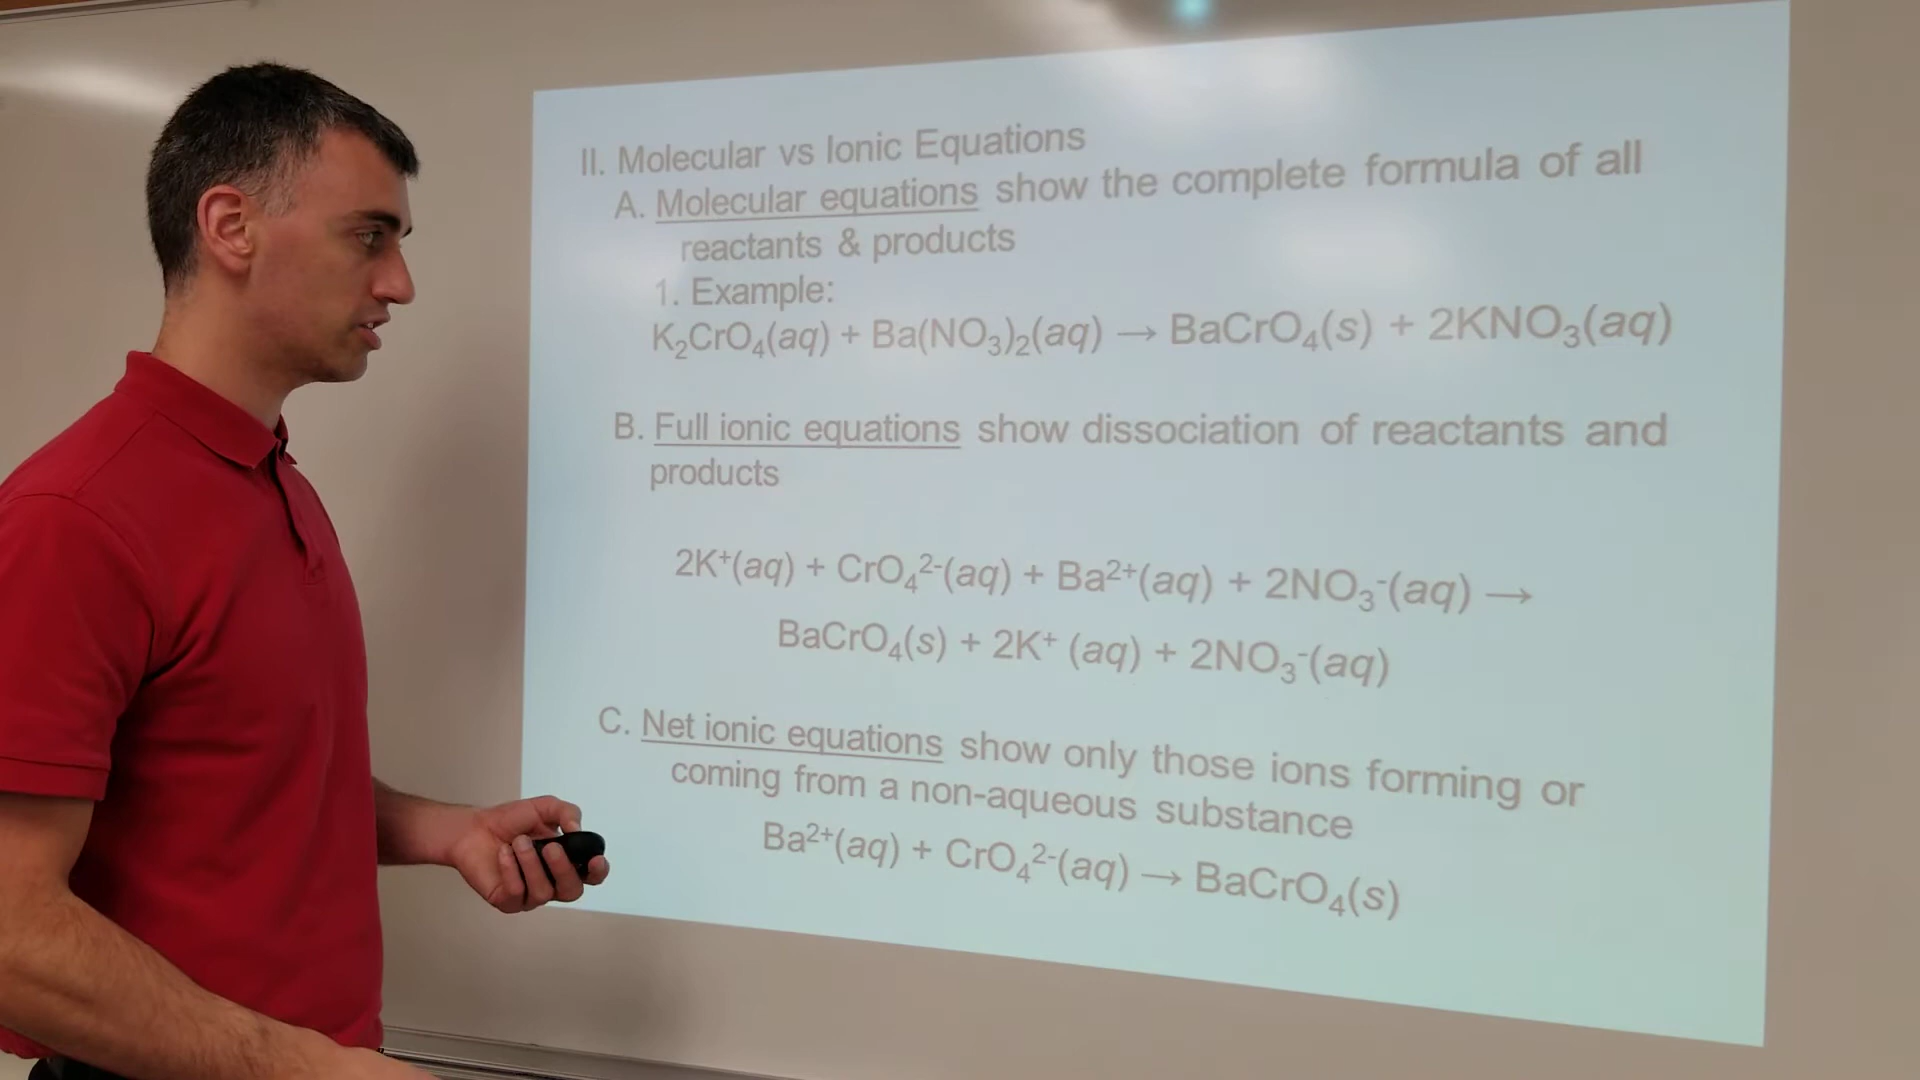 II. Molecular vs Ionic Equations
A. Molecular equations show the complete formula of all
reactants & products
1. Example:
K₂CrO₄(aq) + Ba(NO₃)₂(aq) → BaCrO₄(s) + 2KNO₃(aq)
B. Full ionic equations show dissociation of reactants and
products
2K⁺(aq) + CrO₄²⁻(aq) + Ba²⁺(aq) + 2NO₃⁻(aq) →
BaCrO₄(s) + 2K⁺ (aq) + 2NO₃⁻(aq)
C. Net ionic equations show only those ions forming or
coming from a non-aqueous substance
Ba²⁺(aq) + CrO₄²⁻(aq) → BaCrO₄(s)